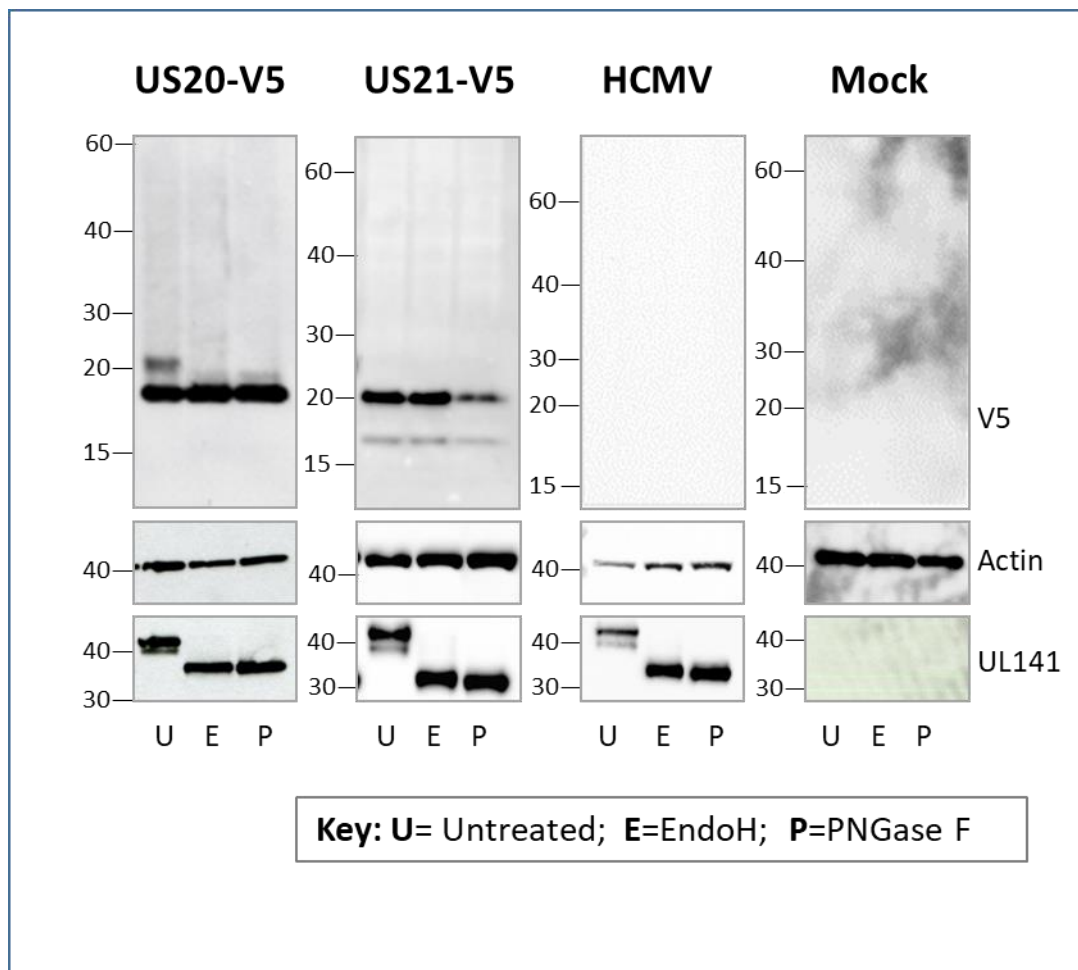 US20-V5 US21-V5 HCMV Mock
60 60 60 60
40 40 40 40
30 30 30 30
20 20 20 20
15 15 15 15
V5
40 40 40 40 Actin
40 40 40 40
30 30 30 30
UL141
U E P U E P U E P U E P
Key: U= Untreated; E=EndoH; P=PNGase F